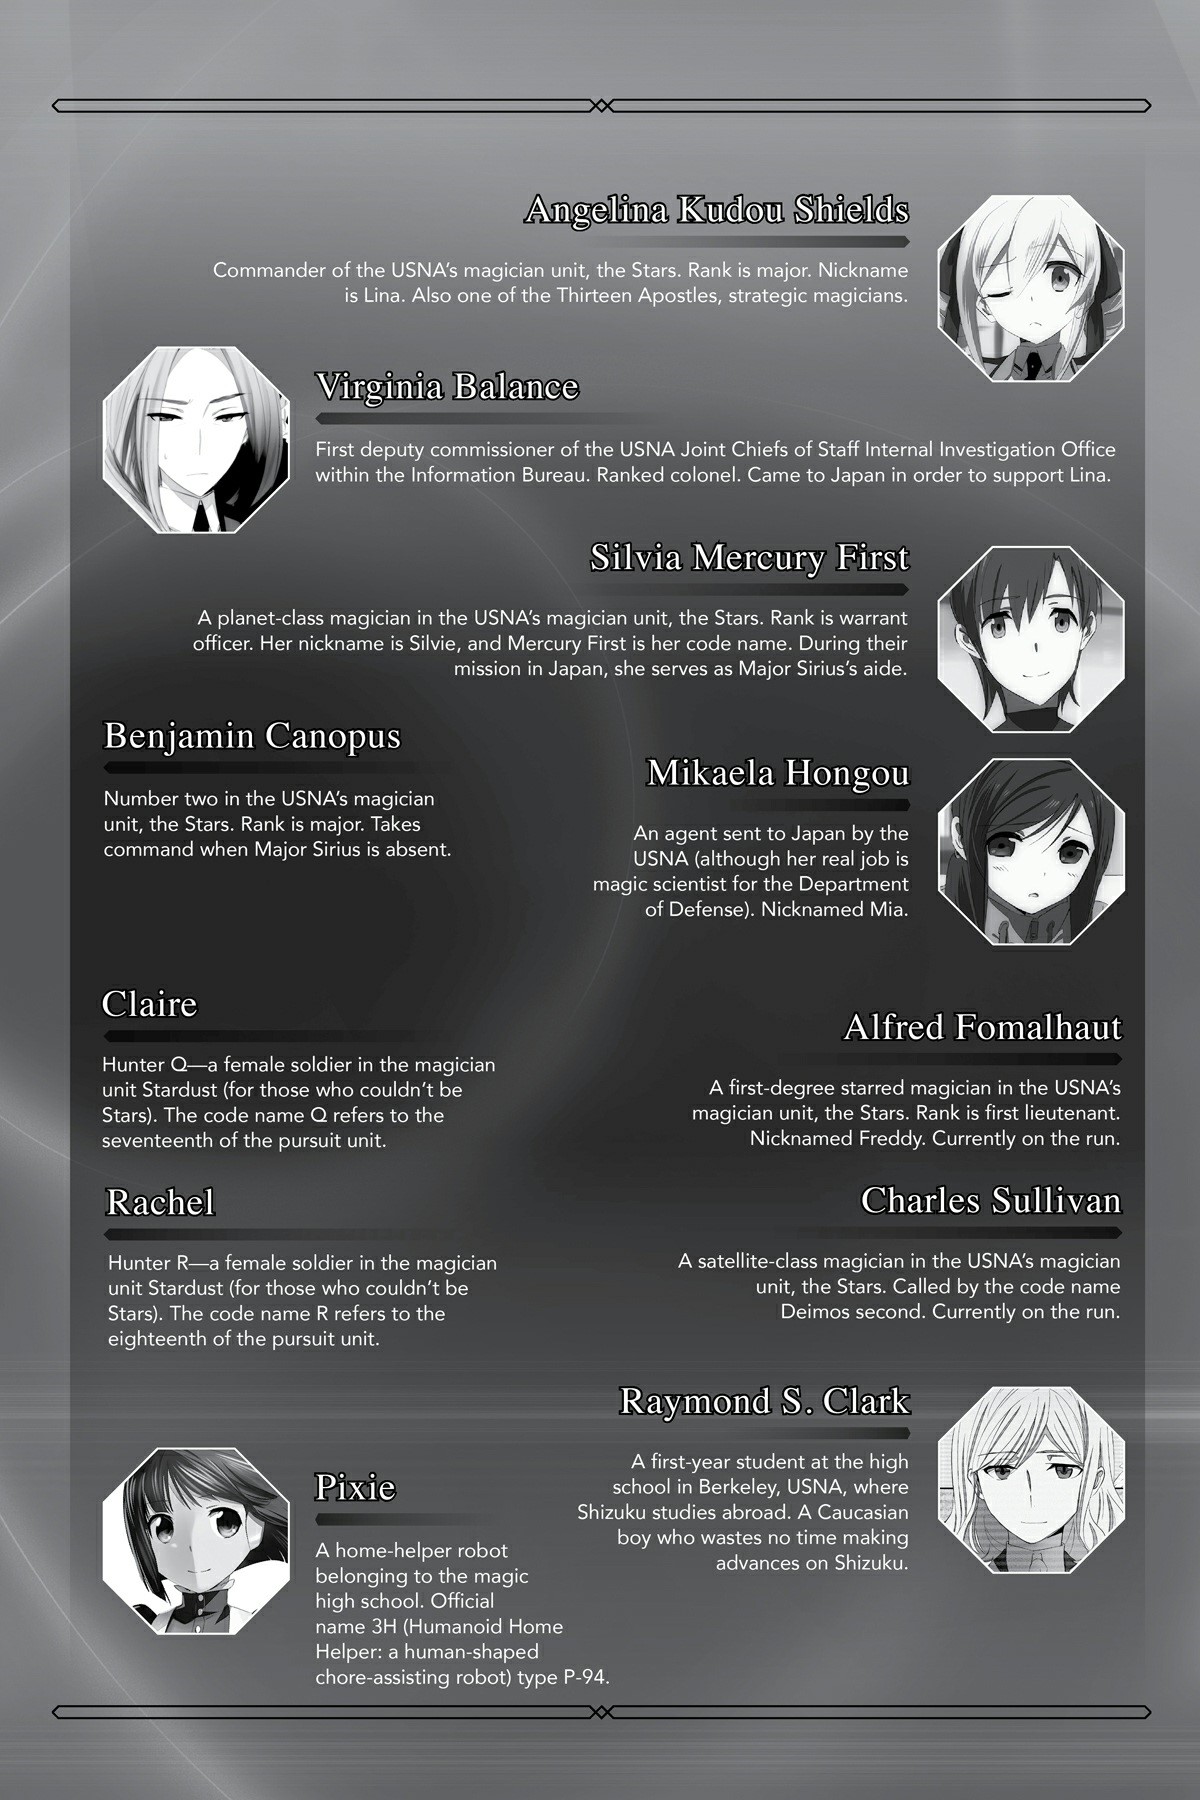 Angelina Kudou Shields
Commander of the USNA's magician unit, the Stars. Rank is major. Nickname
is Lina. Also one of the Thirteen Apostles, strategic magicians.
Virginia Balance
First deputy commissioner of the USNA Joint Chiefs of Staff Internal Investigation Office
within the Information Bureau. Ranked colonel. Came to Japan in order to support Lina.
Silvia Mercury First
A planet-class magician in the USNA's magician unit, the Stars. Rank is warrant
officer. Her nickname is Silvie, and Mercury First is her code name. During their
mission in Japan, she serves as Major Sirius's aide.
Benjamin Canopus
Number two in the USNA's magician
unit, the Stars. Rank is major. Takes
command when Major Sirius is absent.
Mikaela Hongou
An agent sent to Japan by the
USNA (although her real job is
magic scientist for the Department
of Defense). Nicknamed Mia.
Claire
Hunter Q—a female soldier in the magician
unit Stardust (for those who couldn't be
Stars). The code name Q refers to the
seventeenth of the pursuit unit.
Alfred Fomalhaut
A first-degree starred magician in the USNA's
magician unit, the Stars. Rank is first lieutenant.
Nicknamed Freddy. Currently on the run.
Rachel
Hunter R—a female soldier in the magician
unit Stardust (for those who couldn't be
Stars). The code name R refers to the
eighteenth of the pursuit unit.
Charles Sullivan
A satellite-class magician in the USNA's magician
unit, the Stars. Called by the code name
Deimos second. Currently on the run.
Raymond S. Clark
A first-year student at the high
school in Berkeley, USNA, where
Shizuku studies abroad. A Caucasian
boy who wastes no time making
advances on Shizuku.
Pixie
A home-helper robot
belonging to the magic
high school. Official
name 3H (Humanoid Home
Helper: a human-shaped
chore-assisting robot) type P-94.